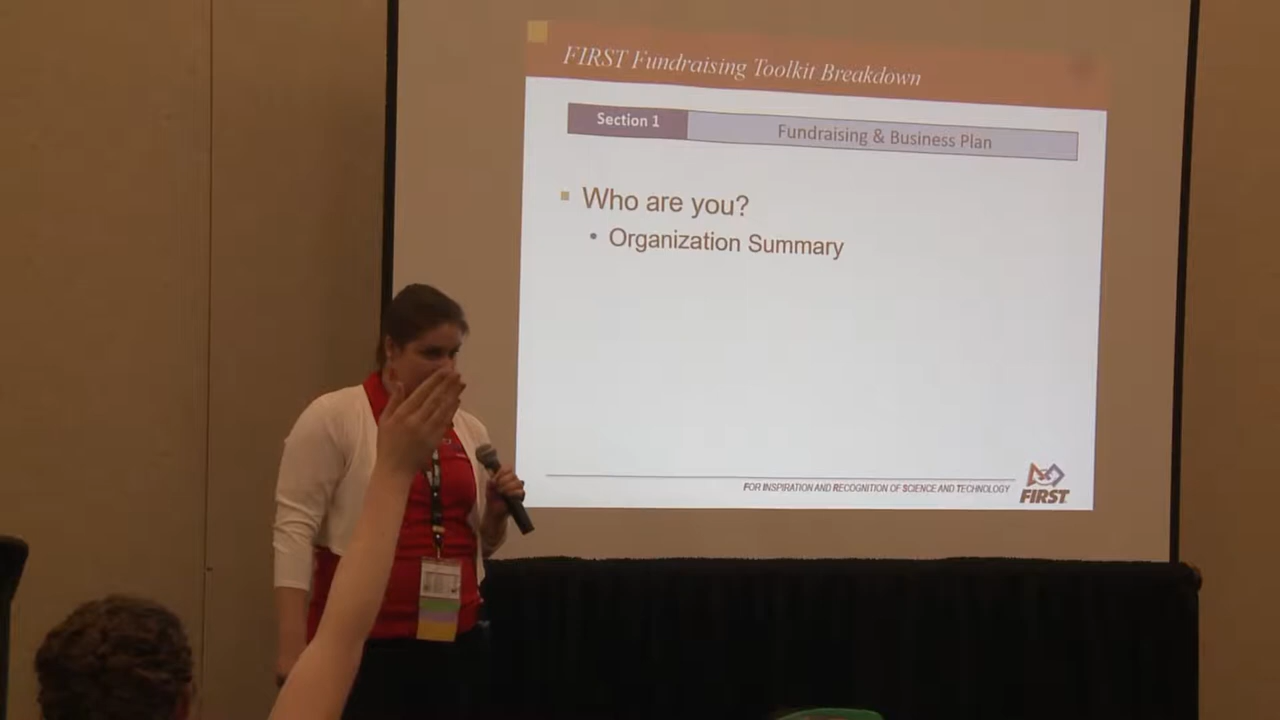 FIRST Fundraising Toolkit Breakdown
Section 1
Fundraising & Business Plan
Who are you?
Organization Summary
FOR INSPIRATION AND RECOGNITION OF SCIENCE AND TECHNOLOGY
FIRST